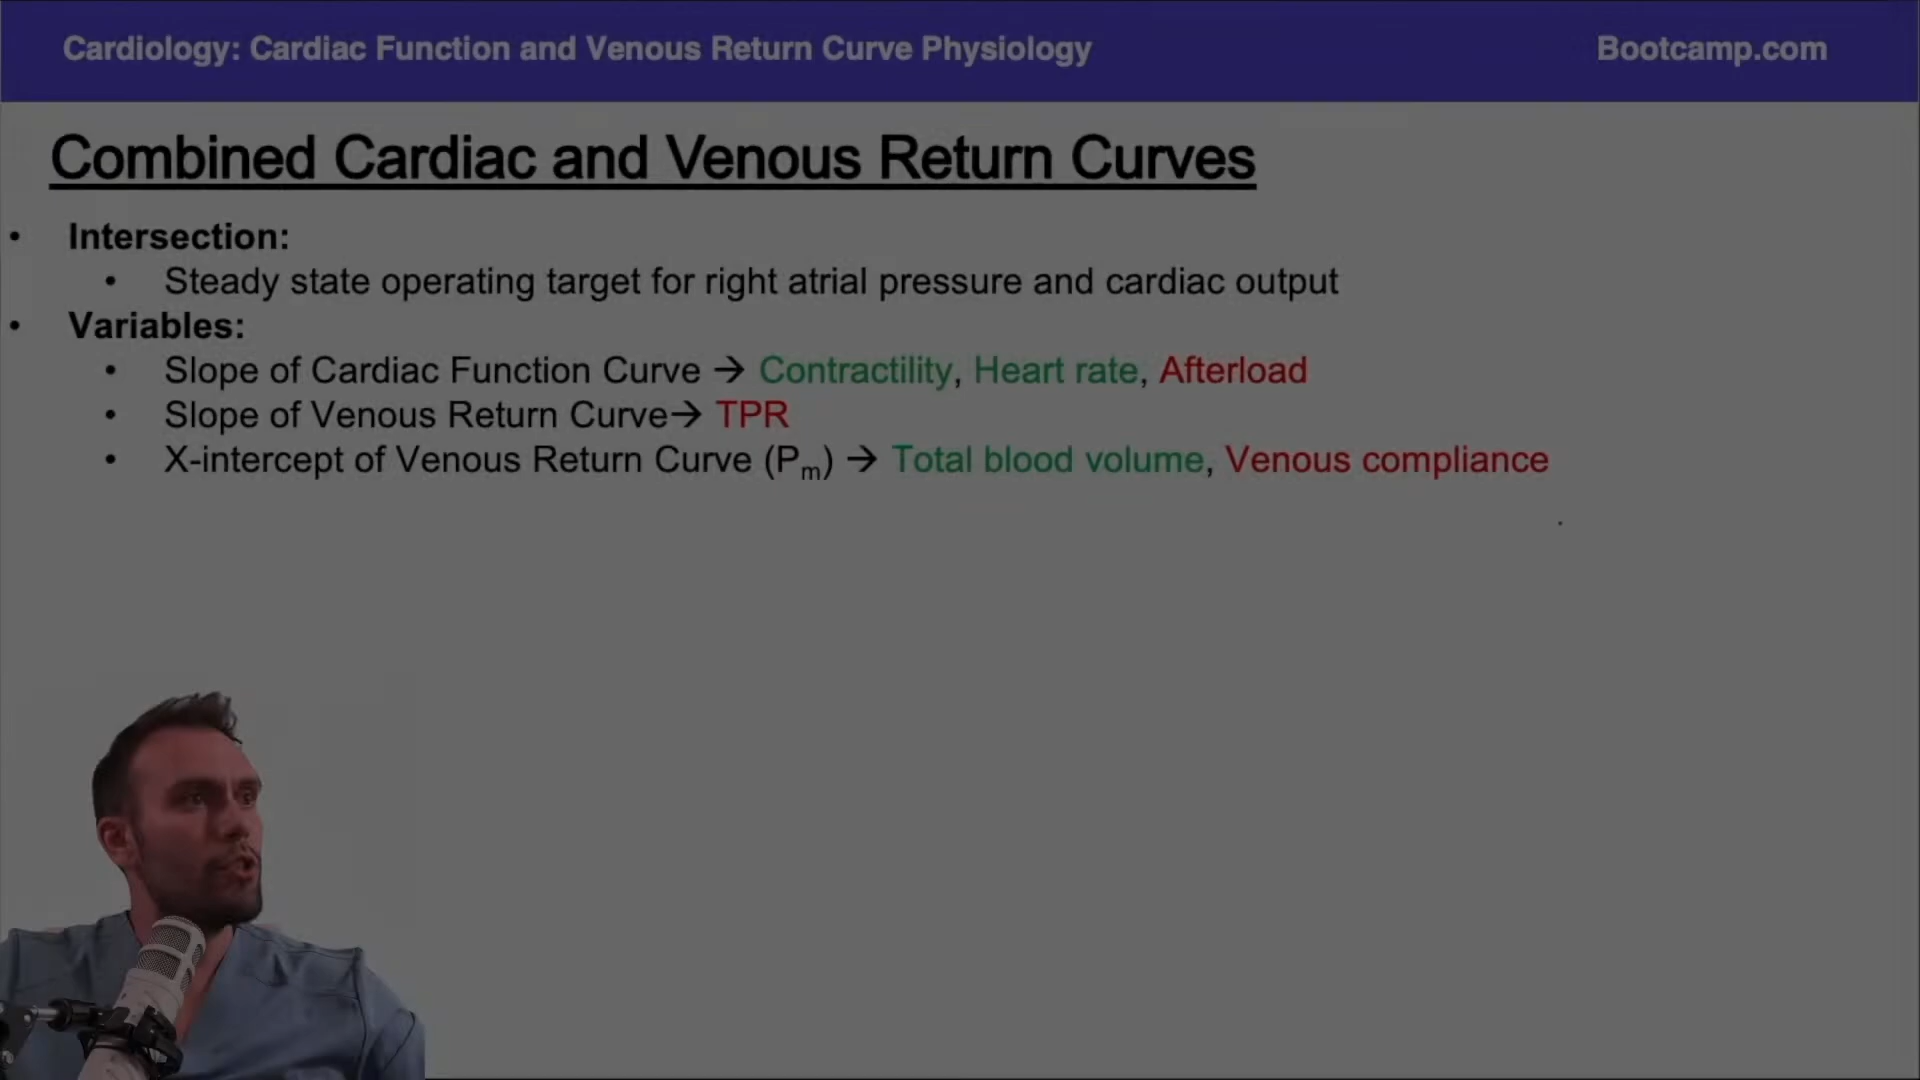 Cardiology: Cardiac Function and Venous Return Curve Physiology
Bootcamp.com
Combined Cardiac and Venous Return Curves
• Intersection:
• Steady state operating target for right atrial pressure and cardiac output
• Variables:
• Slope of Cardiac Function Curve → Contractility, Heart rate, Afterload
• Slope of Venous Return Curve→ TPR
• X-intercept of Venous Return Curve (Pm) → Total blood volume, Venous compliance